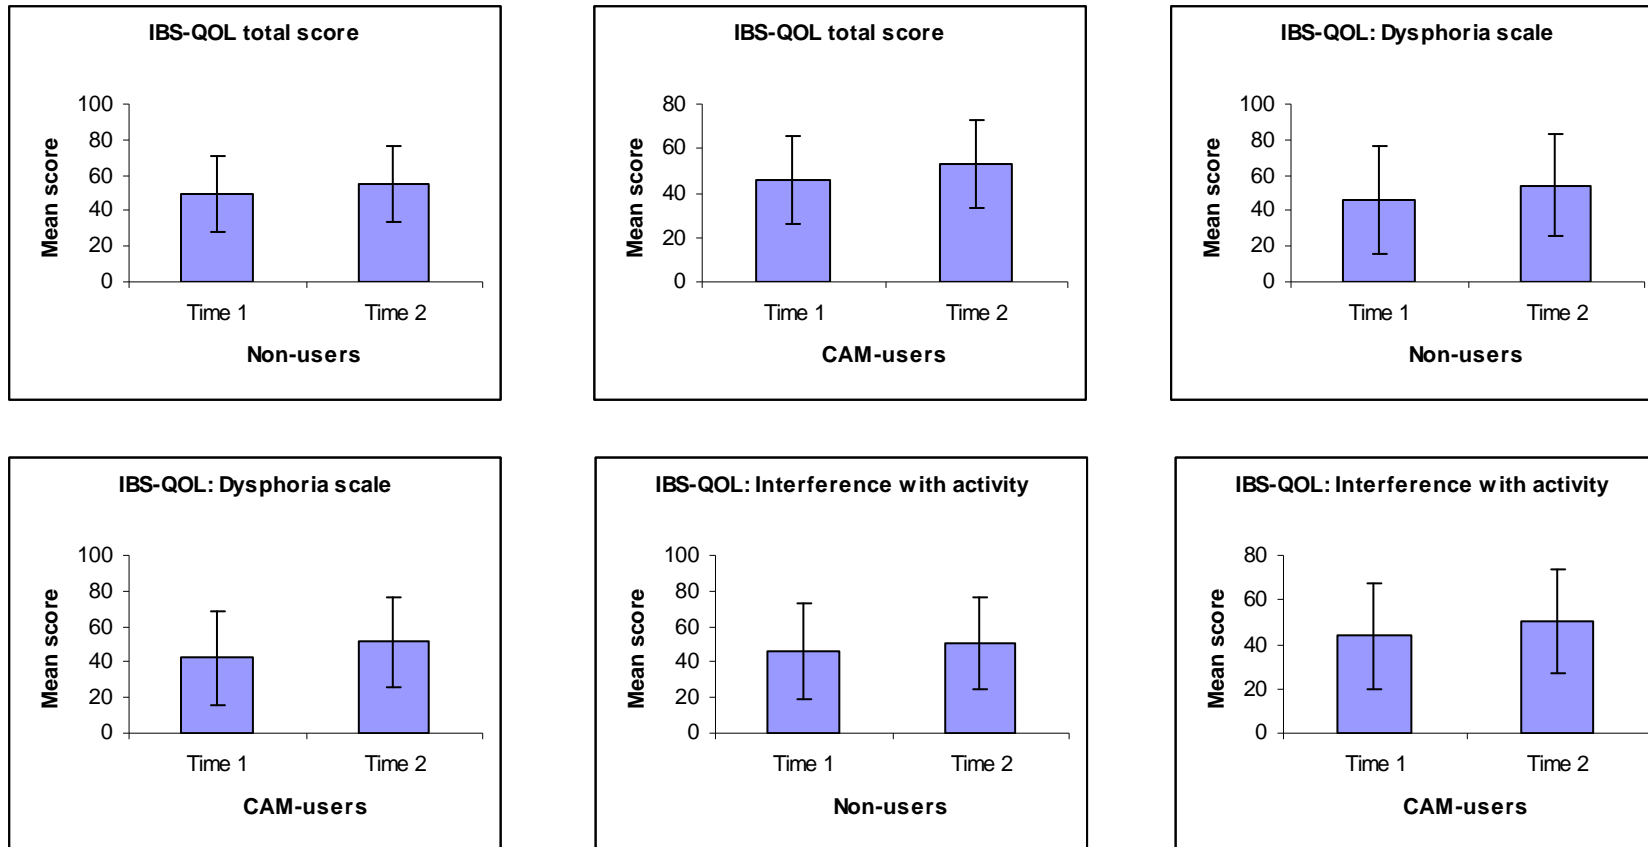 IBS-QOL total score
100
80
60
40
20
0
Mean score
Time 1 Time 2
Non-users
IBS-QOL total score
80
60
40
20
0
Mean score
Time 1 Time 2
CAM-users
IBS-QOL: Dysphoria scale
100
80
60
40
20
0
Mean score
Time 1 Time 2
Non-users
IBS-QOL: Dysphoria scale
100
80
60
40
20
0
Mean score
Time 1 Time 2
CAM-users
IBS-QOL: Interference with activity
100
80
60
40
20
0
Mean score
Time 1 Time 2
Non-users
IBS-QOL: Interference with activity
80
60
40
20
0
Mean score
Time 1 Time 2
CAM-users